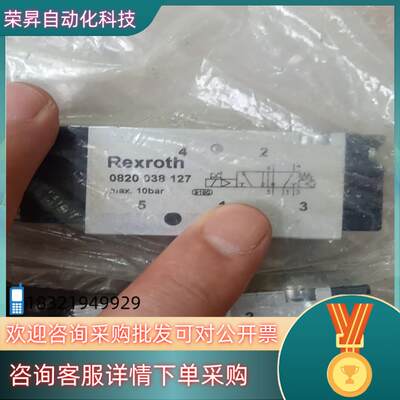 荣昇自动化科技
4 2
Rexroth
0820 038 127
max. 10bar
5 1 3
2
18321949929
欢迎咨询采购批发可对公开票
咨询客服详情下单采购